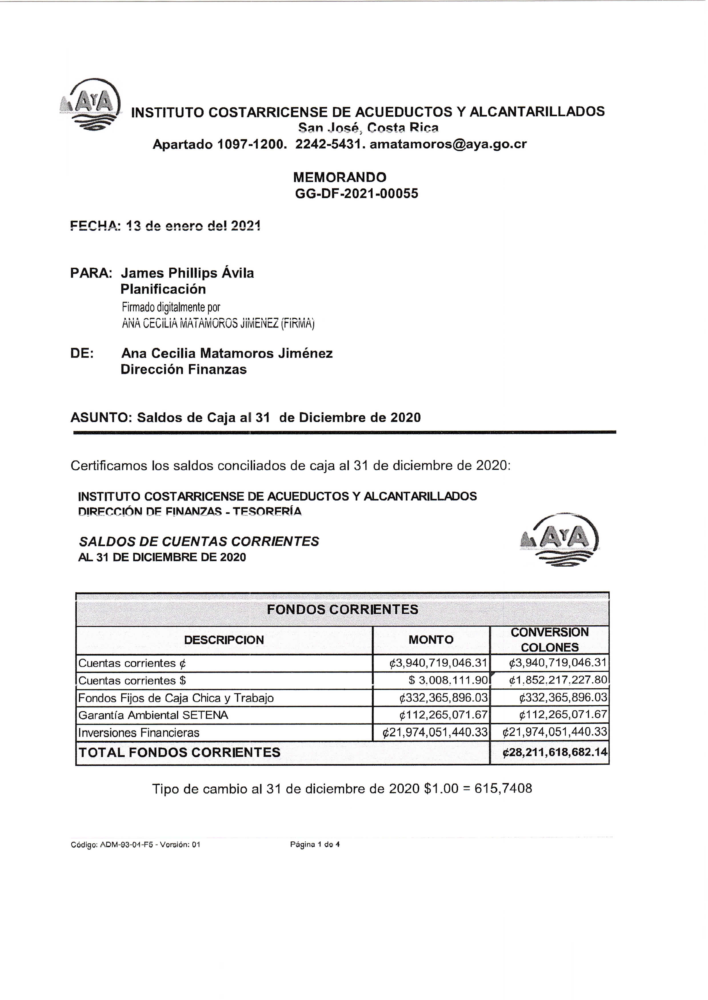 AYA
INSTITUTO COSTARRICENSE DE ACUEDUCTOS Y ALCANTARILLADOS
San José, Costa Rica
Apartado 1097-1200. 2242-5431. amatamoros@aya.go.cr
MEMORANDO
GG-DF-2021-00055
FECHA: 13 de enero del 2021
PARA: James Phillips Ávila
Planificación
Firmado digitalmente por
ANA CECILIA MATAMOROS JIMENEZ (FIRMA)
DE: Ana Cecilia Matamoros Jiménez
Dirección Finanzas
ASUNTO: Saldos de Caja al 31 de Diciembre de 2020
Certificamos los saldos conciliados de caja al 31 de diciembre de 2020:
INSTITUTO COSTARRICENSE DE ACUEDUCTOS Y ALCANTARILLADOS
DIRECCIÓN DE FINANZAS - TESORERÍA
SALDOS DE CUENTAS CORRIENTES
AL 31 DE DICIEMBRE DE 2020
AYA
FONDOS CORRIENTES
DESCRIPCION MONTO CONVERSION COLONES
Cuentas corrientes ¢ ¢3,940,719,046.31 ¢3,940,719,046.31
Cuentas corrientes $ $ 3,008,111.90 ¢1,852,217,227.80
Fondos Fijos de Caja Chica y Trabajo ¢332,365,896.03 ¢332,365,896.03
Garantía Ambiental SETENA ¢112,265,071.67 ¢112,265,071.67
Inversiones Financieras ¢21,974,051,440.33 ¢21,974,051,440.33
TOTAL FONDOS CORRIENTES ¢28,211,618,682.14
Tipo de cambio al 31 de diciembre de 2020 $1.00 = 615,7408
Código: ADM-93-04-F5 - Versión: 01 Página 1 de 4